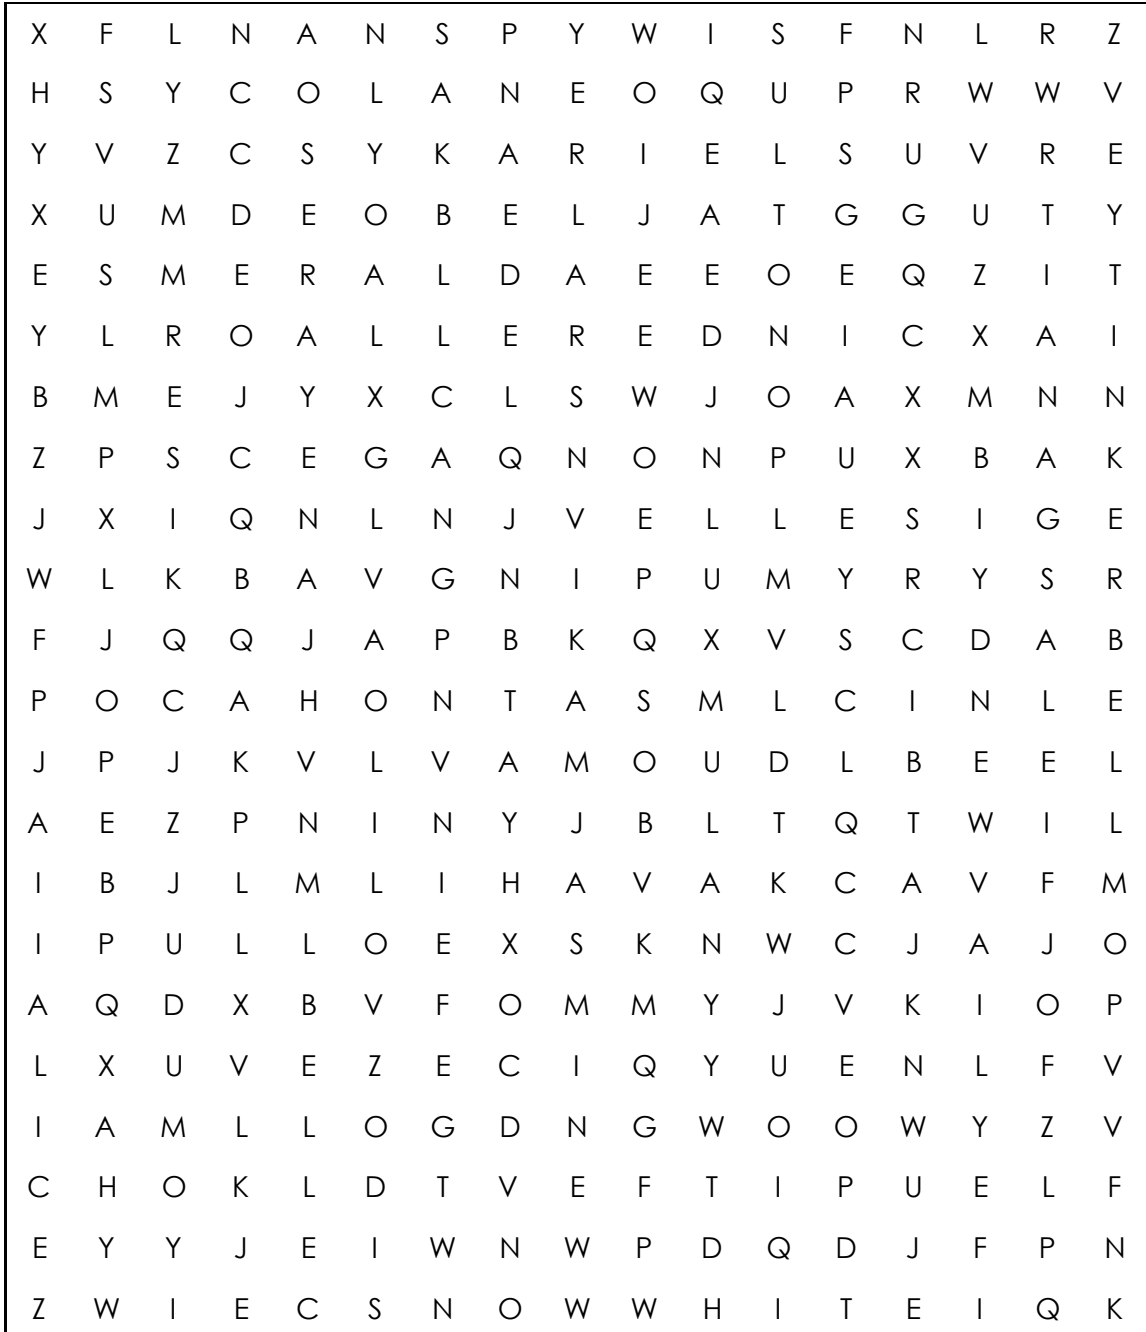 X F L N A N S P Y W I S F N L R Z
H S Y C O L A N E O Q U P R W W V
Y V Z C S Y K A R I E L S U V R E
X U M D E O B E L J A T G G U T Y
E S M E R A L D A E E O E Q Z I T
Y L R O A L L E R E D N I C X A I
B M E J Y X C L S W J O A X M N N
Z P S C E G A Q N O N P U X B A K
J X I Q N L N J V E L L E S I G E
W L K B A V G N I P U M Y R Y S R
F J Q Q J A P B K Q X V S C D A B
P O C A H O N T A S M L C I N L E
J P J K V L V A M O U D L B E E L
A E Z P N I N Y J B L T Q T W I L
I B J L M L I H A V A K C A V F M
I P U L L O E X S K N W C J A J O
A Q D X B V F O M M Y J V K I O P
L X U V E Z E C I Q Y U E N L F V
I A M L L O G D N G W O O W Y Z V
C H O K L D T V E F T I P U E L F
E Y Y J E I W N W P D Q D J F P N
Z W I E C S N O W W H I T E I Q K